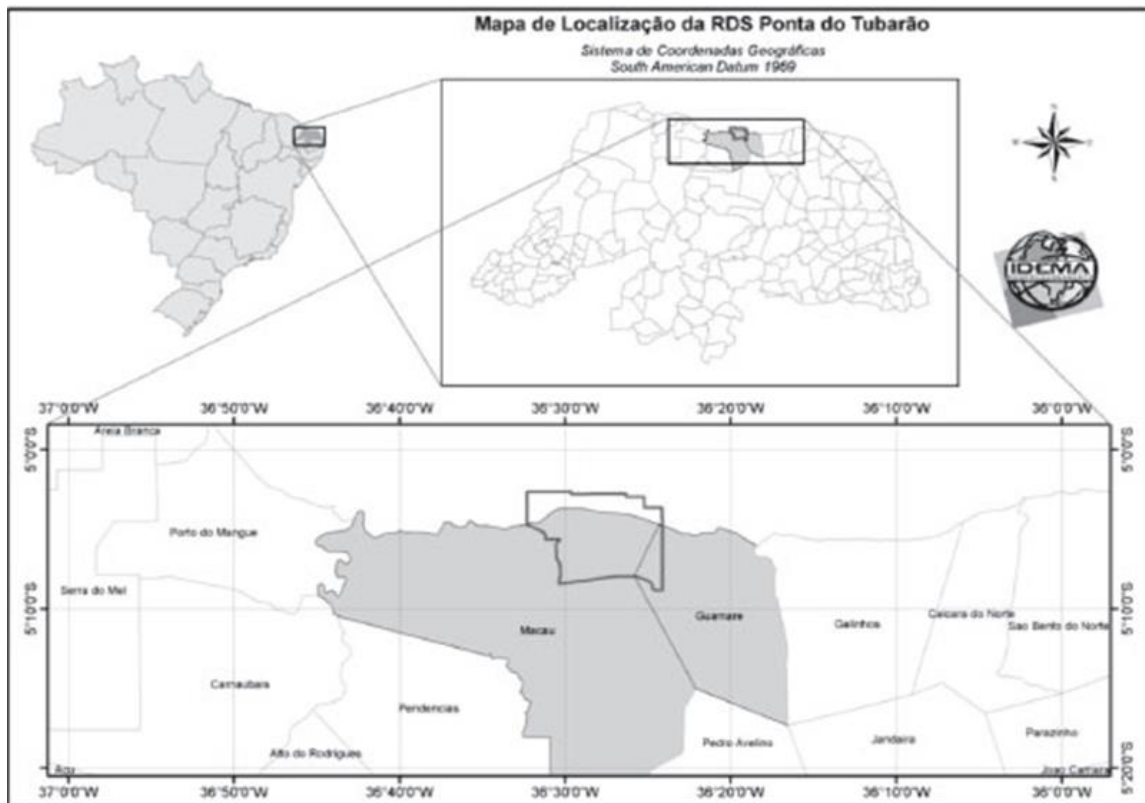 Mapa de Localização da RDS Ponta do Tubarão
Sistema de Coordenadas Geográficas
South American Datum 1969
IDEMA
37°0'0"W 36°50'0"W 36°40'0"W 36°30'0"W 36°20'0"W 36°10'0"W 36°0'0"W
5°0'0"S 5°0'0"S
Areia Branca
Porto do Mangue
Serra do Mel
5°10'0"S 5°10'0"S
Macau
Guamare
Galinhos
Caicara do Norte
Sao Bento do Norte
Carnaubais
Pendencias
Alto do Rodrigues
Pedro Avelino
Jandaira
Parazinho
Joao Camara
Açu
5°20'0"S 5°20'0"S
37°0'0"W 36°50'0"W 36°40'0"W 36°30'0"W 36°20'0"W 36°10'0"W 36°0'0"W